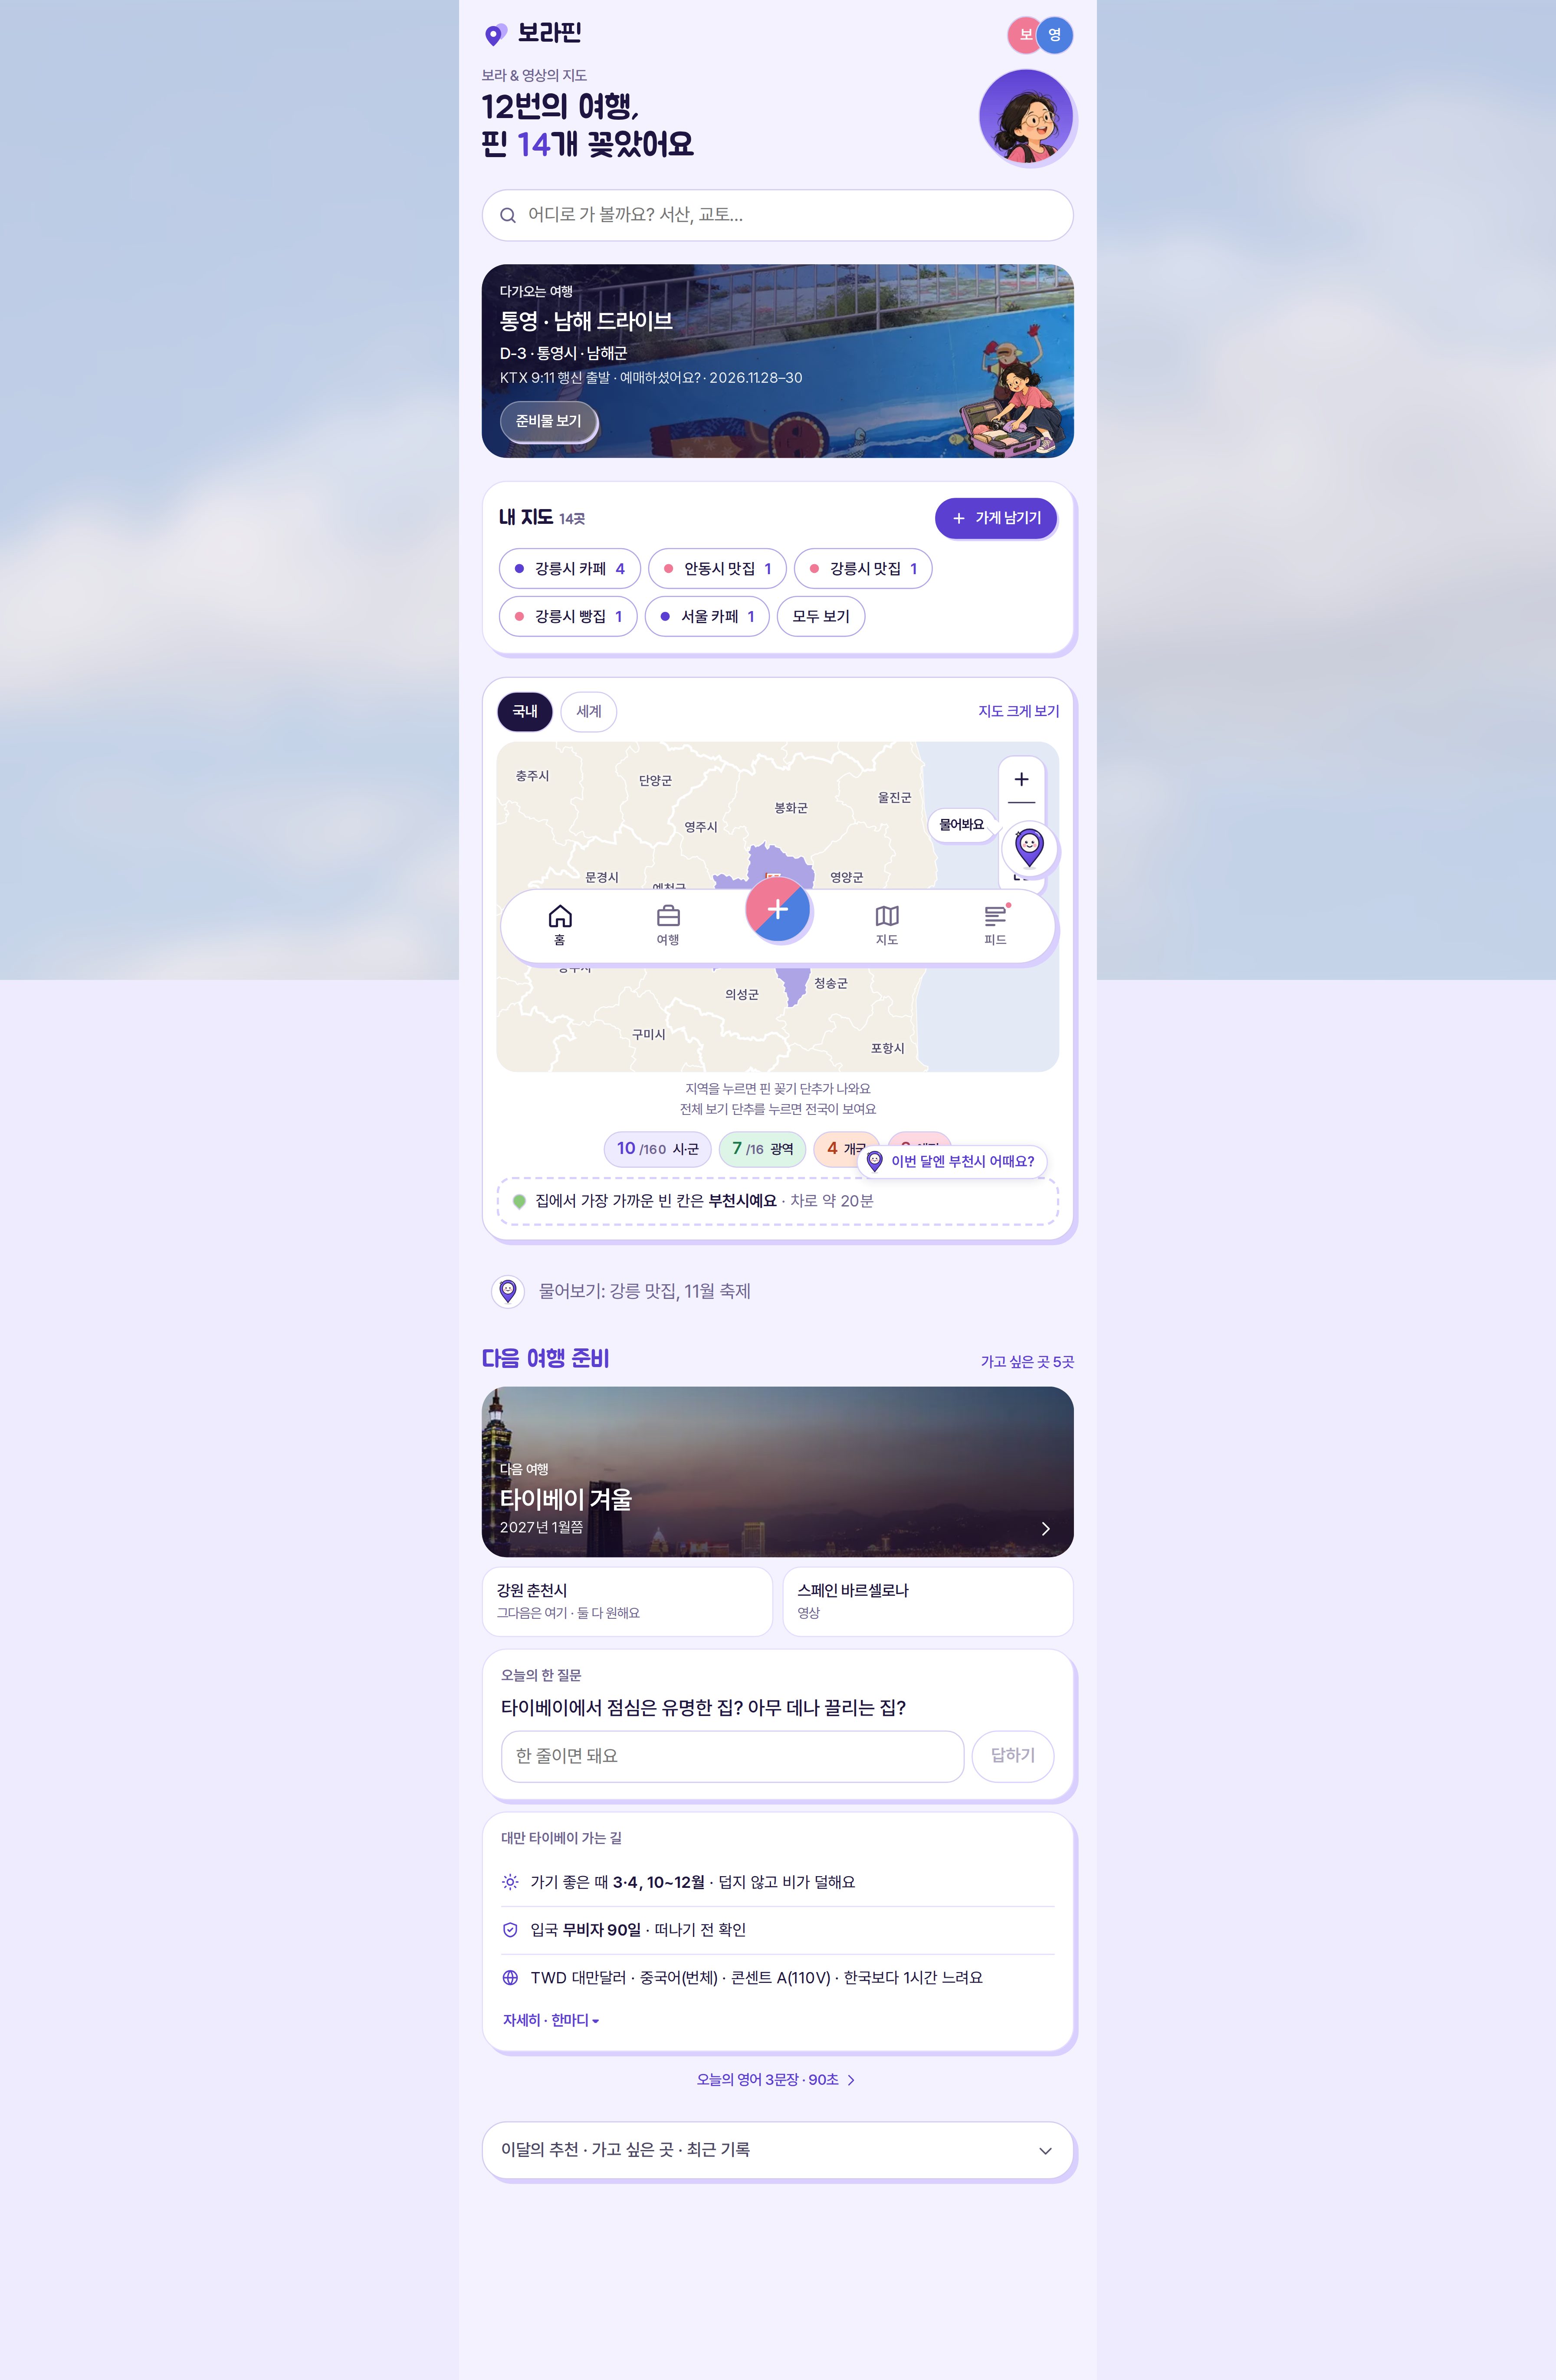 보라핀
보 영
보라 & 영상의 지도
12번의 여행,
핀 14개 꽂았어요
어디로 가 볼까요? 서산, 교토...
다가오는 여행
통영 · 남해 드라이브
D-3 · 통영시 · 남해군
KTX 9:11 행신 출발 · 예매하셨어요? · 2026.11.28–30
준비물 보기
내 지도 14곳
+ 가게 남기기
강릉시 카페 4
안동시 맛집 1
강릉시 맛집 1
강릉시 빵집 1
서울 카페 1
모두 보기
국내
세계
지도 크게 보기
충주시
단양군
울진군
봉화군
영주시
물어봐요
문경시
영양군
예천군
홈
여행
지도
피드
청송군
의성군
구미시
포항시
지역을 누르면 핀 꽂기 단추가 나와요
전체 보기 단추를 누르면 전국이 보여요
10 /160 시·군
7 /16 광역
4 개국
이번 달엔 부천시 어때요?
집에서 가장 가까운 빈 칸은 부천시예요 · 차로 약 20분
물어보기: 강릉 맛집, 11월 축제
다음 여행 준비
가고 싶은 곳 5곳
다음 여행
타이베이 겨울
2027년 1월쯤
강원 춘천시
그다음은 여기 · 둘 다 원해요
스페인 바르셀로나
영상
오늘의 한 질문
타이베이에서 점심은 유명한 집? 아무 데나 끌리는 집?
한 줄이면 돼요
답하기
대만 타이베이 가는 길
가기 좋은 때 3·4, 10~12월 · 덥지 않고 비가 덜해요
입국 무비자 90일 · 떠나기 전 확인
TWD 대만달러 · 중국어(번체) · 콘센트 A(110V) · 한국보다 1시간 느려요
자세히 · 한마디
오늘의 영어 3문장 · 90초
이달의 추천 · 가고 싶은 곳 · 최근 기록